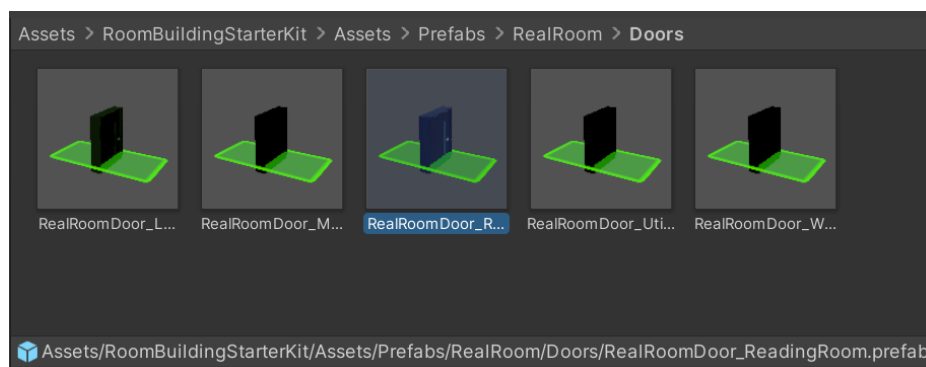 Assets > RoomBuildingStarterKit > Assets > Prefabs > RealRoom > Doors
RealRoomDoor_L... RealRoomDoor_M... RealRoomDoor_R... RealRoomDoor_Uti... RealRoomDoor_W...
Assets/RoomBuildingStarterKit/Assets/Prefabs/RealRoom/Doors/RealRoomDoor_ReadingRoom.prefab